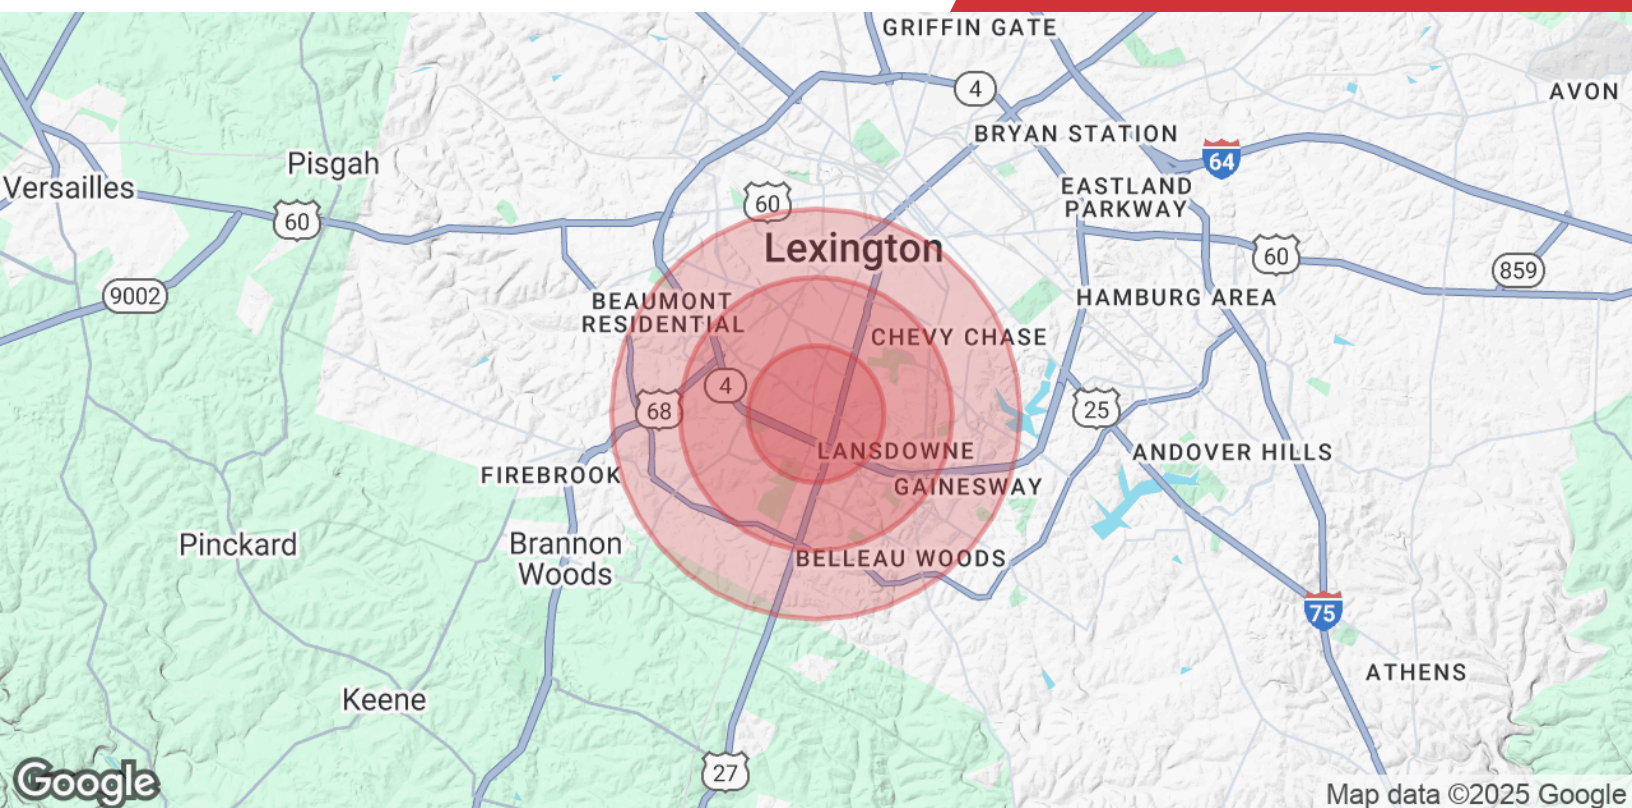 GRIFFIN GATE
4
AVON
BRYAN STATION
64
Pisgah
Versailles
EASTLAND
PARKWAY
60
60
60
Lexington
859
9002
BEAUMONT
RESIDENTIAL
HAMBURG AREA
CHEVY CHASE
4
68
25
LANSDOWNE
ANDOVER HILLS
FIREBROOK
GAINESWAY
Pinckard
Brannon
Woods
BELLEAU WOODS
75
ATHENS
Keene
27
Google
Map data ©2025 Google